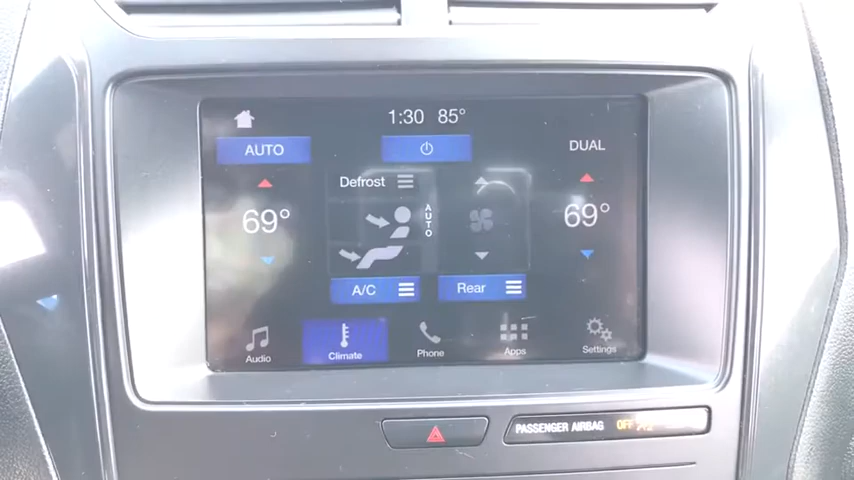 1:30 85°
AUTO
DUAL
Defrost
AUTO
69°
69°
A/C
Rear
Audio
Climate
Phone
Apps
Settings
PASSENGER AIRBAG OFF